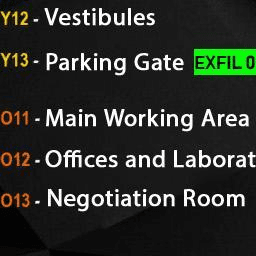 Y12 - Vestibules
Y13 - Parking Gate EXFIL 0
O11 - Main Working Area
O12 - Offices and Laborat
O13 - Negotiation Room